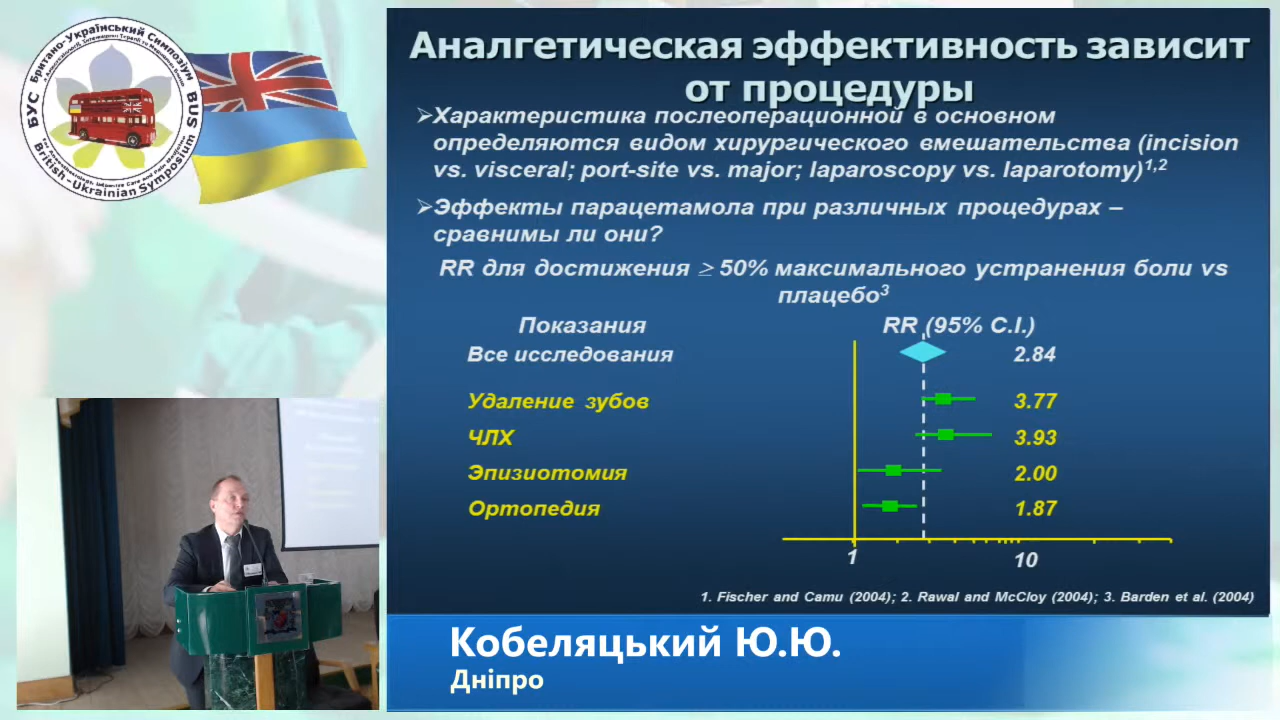 Британо-Український Симпозіум
БУС
BUS
British-Ukrainian Symposium
Аналгетическая эффективность зависит
от процедуры
Характеристика послеоперационной в основном
определяются видом хирургического вмешательства (incision
vs. visceral; port-site vs. major; laparoscopy vs. laparotomy)1,2
Эффекты парацетамола при различных процедурах –
сравнимы ли они?
RR для достижения ≥ 50% максимального устранения боли vs
плацебо3
Показания RR (95% C.I.)
Все исследования 2.84
Удаление зубов 3.77
ЧЛХ 3.93
Эпизиотомия 2.00
Ортопедия 1.87
1 10
1. Fischer and Camu (2004); 2. Rawal and McCloy (2004); 3. Barden et al. (2004)
Кобеляцький Ю.Ю.
Дніпро